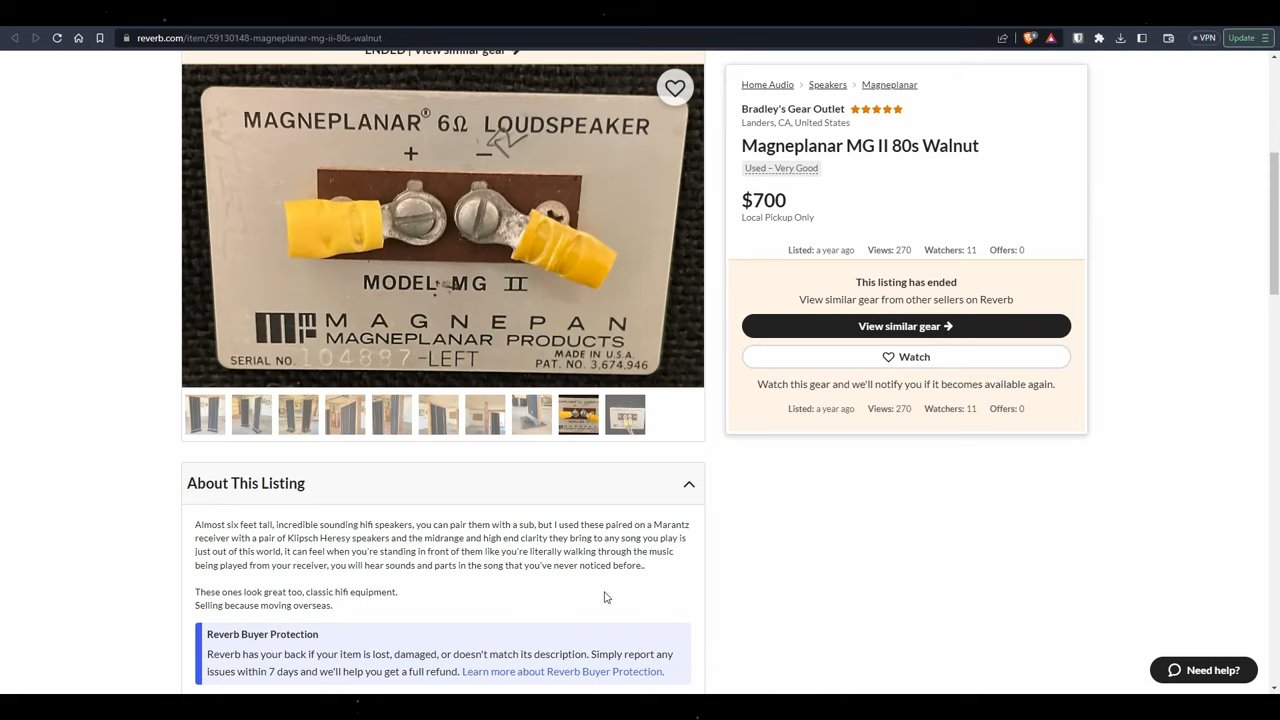 reverb.com/item/59130148-magneplanar-mg-ii-80s-walnut
VPN
Update
ENDED | View similar gear
MAGNEPLANAR® 6Ω LOUDSPEAKER
+ −
MODEL MG II
MAGNEPAN
MAGNEPLANAR PRODUCTS
SERIAL NO. 104887-LEFT
MADE IN U.S.A.
PAT. NO. 3,674,946
Home Audio > Speakers > Magneplanar
Bradley's Gear Outlet
Landers, CA, United States
Magneplanar MG II 80s Walnut
Used – Very Good
$700
Local Pickup Only
Listed: a year ago Views: 270 Watchers: 11 Offers: 0
This listing has ended
View similar gear from other sellers on Reverb
View similar gear →
Watch
Watch this gear and we'll notify you if it becomes available again.
Listed: a year ago Views: 270 Watchers: 11 Offers: 0
About This Listing
Almost six feet tall, incredible sounding hifi speakers, you can pair them with a sub, but I used these paired on a Marantz
receiver with a pair of Klipsch Heresy speakers and the midrange and high end clarity they bring to any song you play is
just out of this world, it can feel when you're standing in front of them like you're literally walking through the music
being played from your receiver, you will hear sounds and parts in the song that you've never noticed before..
These ones look great too, classic hifi equipment.
Selling because moving overseas.
Reverb Buyer Protection
Reverb has your back if your item is lost, damaged, or doesn't match its description. Simply report any
issues within 7 days and we'll help you get a full refund. Learn more about Reverb Buyer Protection.
Need help?